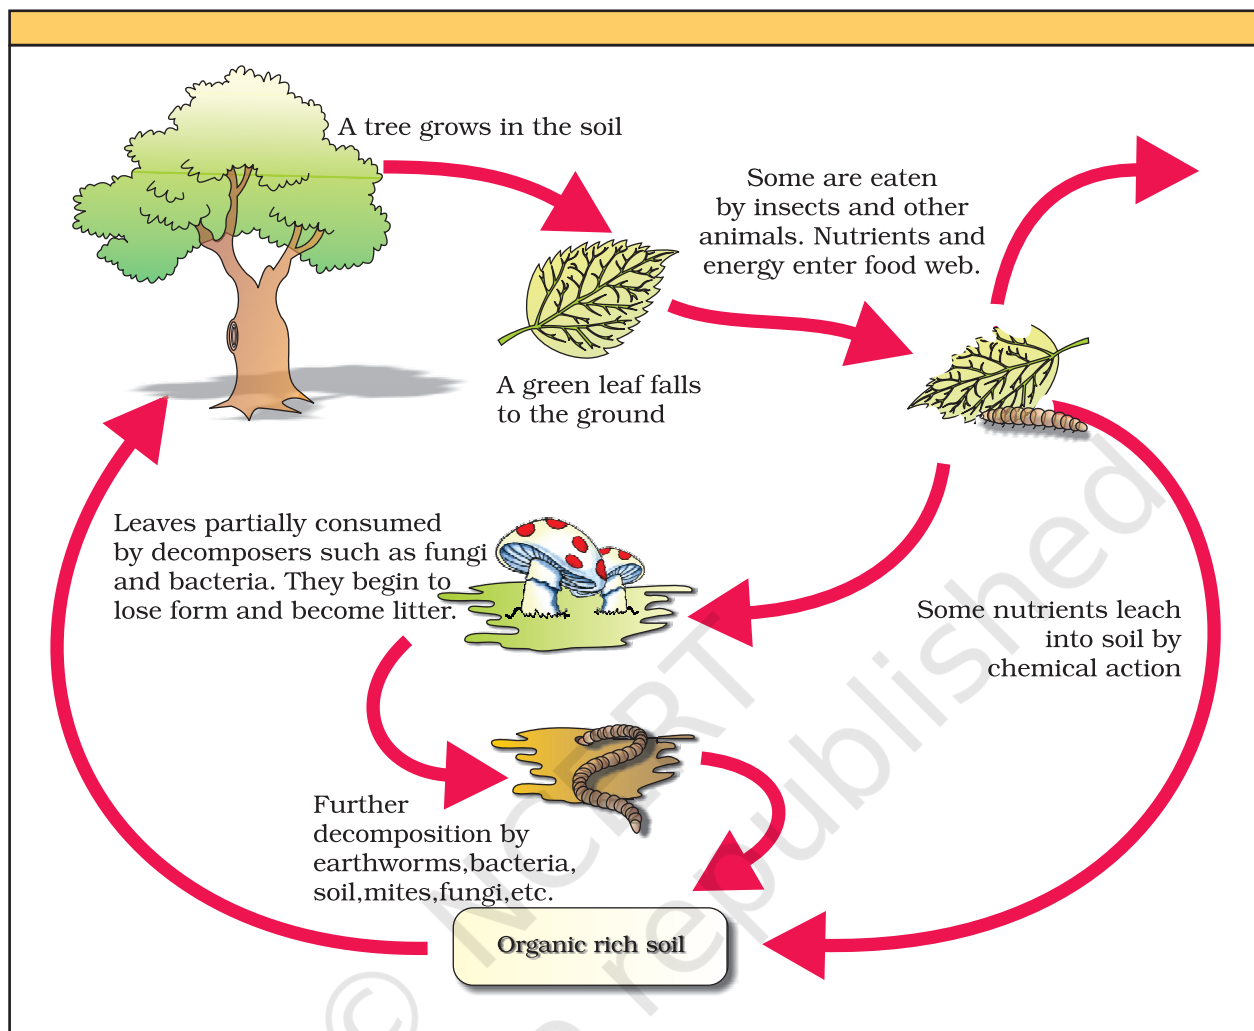 A tree grows in the soil
Some are eaten
by insects and other
animals. Nutrients and
energy enter food web.
A green leaf falls
to the ground
Leaves partially consumed
by decomposers such as fungi
and bacteria. They begin to
lose form and become litter.
Some nutrients leach
into soil by
chemical action
Further
decomposition by
earthworms,bacteria,
soil,mites,fungi,etc.
Organic rich soil
© NCERT
republished